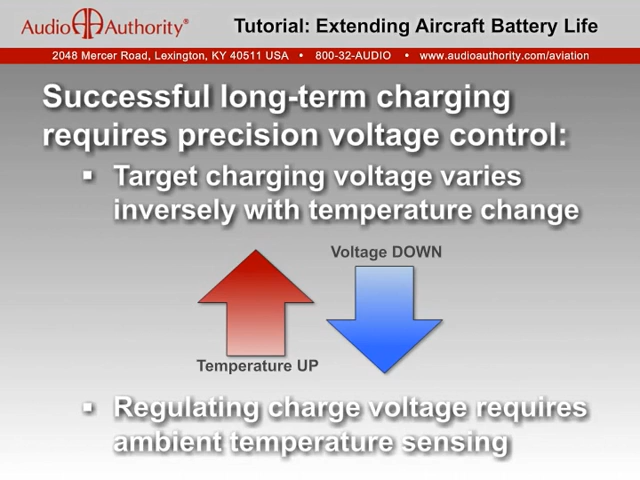 Audio Authority®
Tutorial: Extending Aircraft Battery Life
2048 Mercer Road, Lexington, KY 40511 USA • 800-32-AUDIO • www.audioauthority.com/aviation
Successful long-term charging
requires precision voltage control:
▪ Target charging voltage varies
inversely with temperature change
Voltage DOWN
Temperature UP
▪ Regulating charge voltage requires
ambient temperature sensing